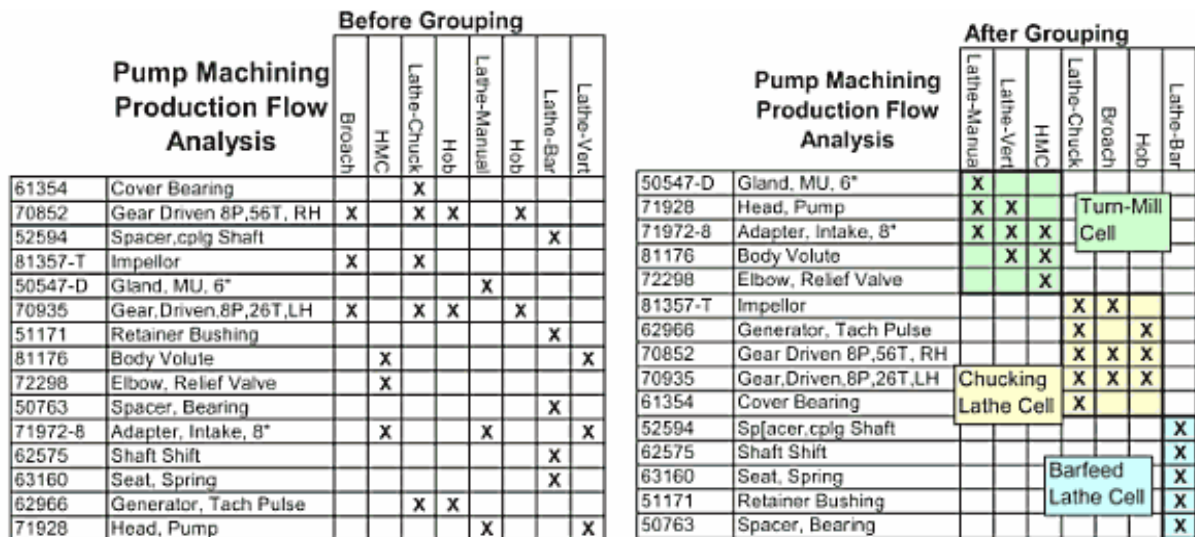 Before Grouping
Pump Machining
Production Flow
Analysis
Broach
HMC
Lathe-Chuck
Hob
Lathe-Manual
Hob
Lathe-Bar
Lathe-Vert
61354 Cover Bearing X
70852 Gear Driven 8P,56T, RH X X X X
52594 Spacer,cplg Shaft X
81357-T Impellor X X
50547-D Gland, MU, 6" X
70935 Gear,Driven,8P,26T,LH X X X X
51171 Retainer Bushing X
81176 Body Volute X X
72298 Elbow, Relief Valve X
50763 Spacer, Bearing X
71972-8 Adapter, Intake, 8" X X X
62575 Shaft Shift X
63160 Seat, Spring X
62966 Generator, Tach Pulse X X
71928 Head, Pump X X
After Grouping
Pump Machining
Production Flow
Analysis
Lathe-Manual
Lathe-Vert
HMC
Lathe-Chuck
Broach
Hob
Lathe-Bar
50547-D Gland, MU, 6" X
71928 Head, Pump X X
71972-8 Adapter, Intake, 8" X X X
81176 Body Volute X X
72298 Elbow, Relief Valve X
Turn-Mill
Cell
81357-T Impellor X X
62966 Generator, Tach Pulse X X
70852 Gear Driven 8P,56T, RH X X X
70935 Gear,Driven,8P,26T,LH X X X
61354 Cover Bearing X
Chucking
Lathe Cell
52594 Sp[acer,cplg Shaft X
62575 Shaft Shift X
63160 Seat, Spring X
51171 Retainer Bushing X
50763 Spacer, Bearing X
Barfeed
Lathe Cell